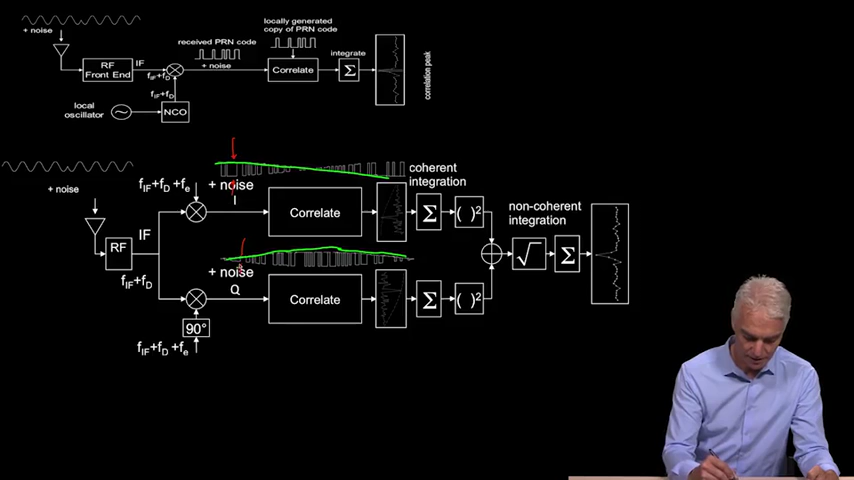 + noise
RF
Front End
IF
fIF+fD
fIF+fD
local
oscillator
NCO
received PRN code
+ noise
locally generated
copy of PRN code
Correlate
integrate
Σ
correlation peak
+ noise
RF
IF
fIF+fD
fIF+fD +fe
+ noise
I
Correlate
coherent
integration
Σ
( )²
+ noise
Q
90°
fIF+fD +fe
Correlate
Σ
( )²
non-coherent
integration
√
Σ